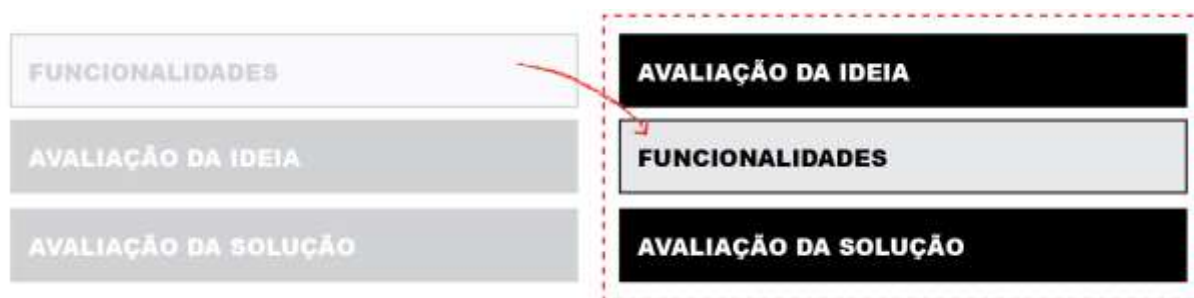 FUNCIONALIDADES
AVALIAÇÃO DA IDEIA
AVALIAÇÃO DA SOLUÇÃO
AVALIAÇÃO DA IDEIA
FUNCIONALIDADES
AVALIAÇÃO DA SOLUÇÃO